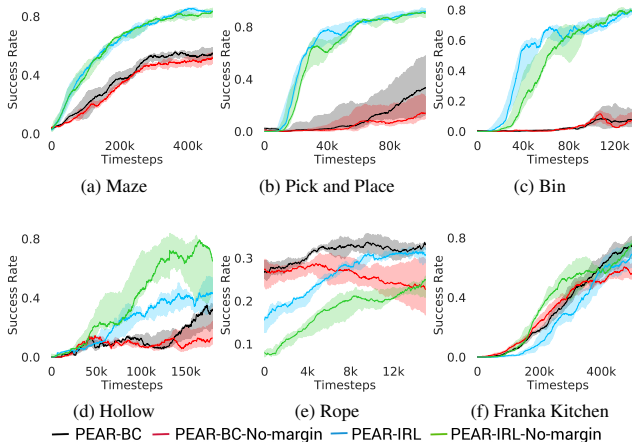 Success Rate
0.8
0.4
0.0
0 200k 400k
Timesteps
(a) Maze
Success Rate
0.8
0.4
0.0
0 40k 80k
Timesteps
(b) Pick and Place
Success Rate
0.8
0.4
0.0
0 40k 80k 120k
Timesteps
(c) Bin
Success Rate
0.8
0.4
0.0
0 50k 100k 150k
Timesteps
(d) Hollow
Success Rate
0.3
0.2
0.1
0 4k 8k 12k
Timesteps
(e) Rope
Success Rate
0.8
0.4
0.0
0 200k 400k
Timesteps
(f) Franka Kitchen
PEAR-BC PEAR-BC-No-margin PEAR-IRL PEAR-IRL-No-margin